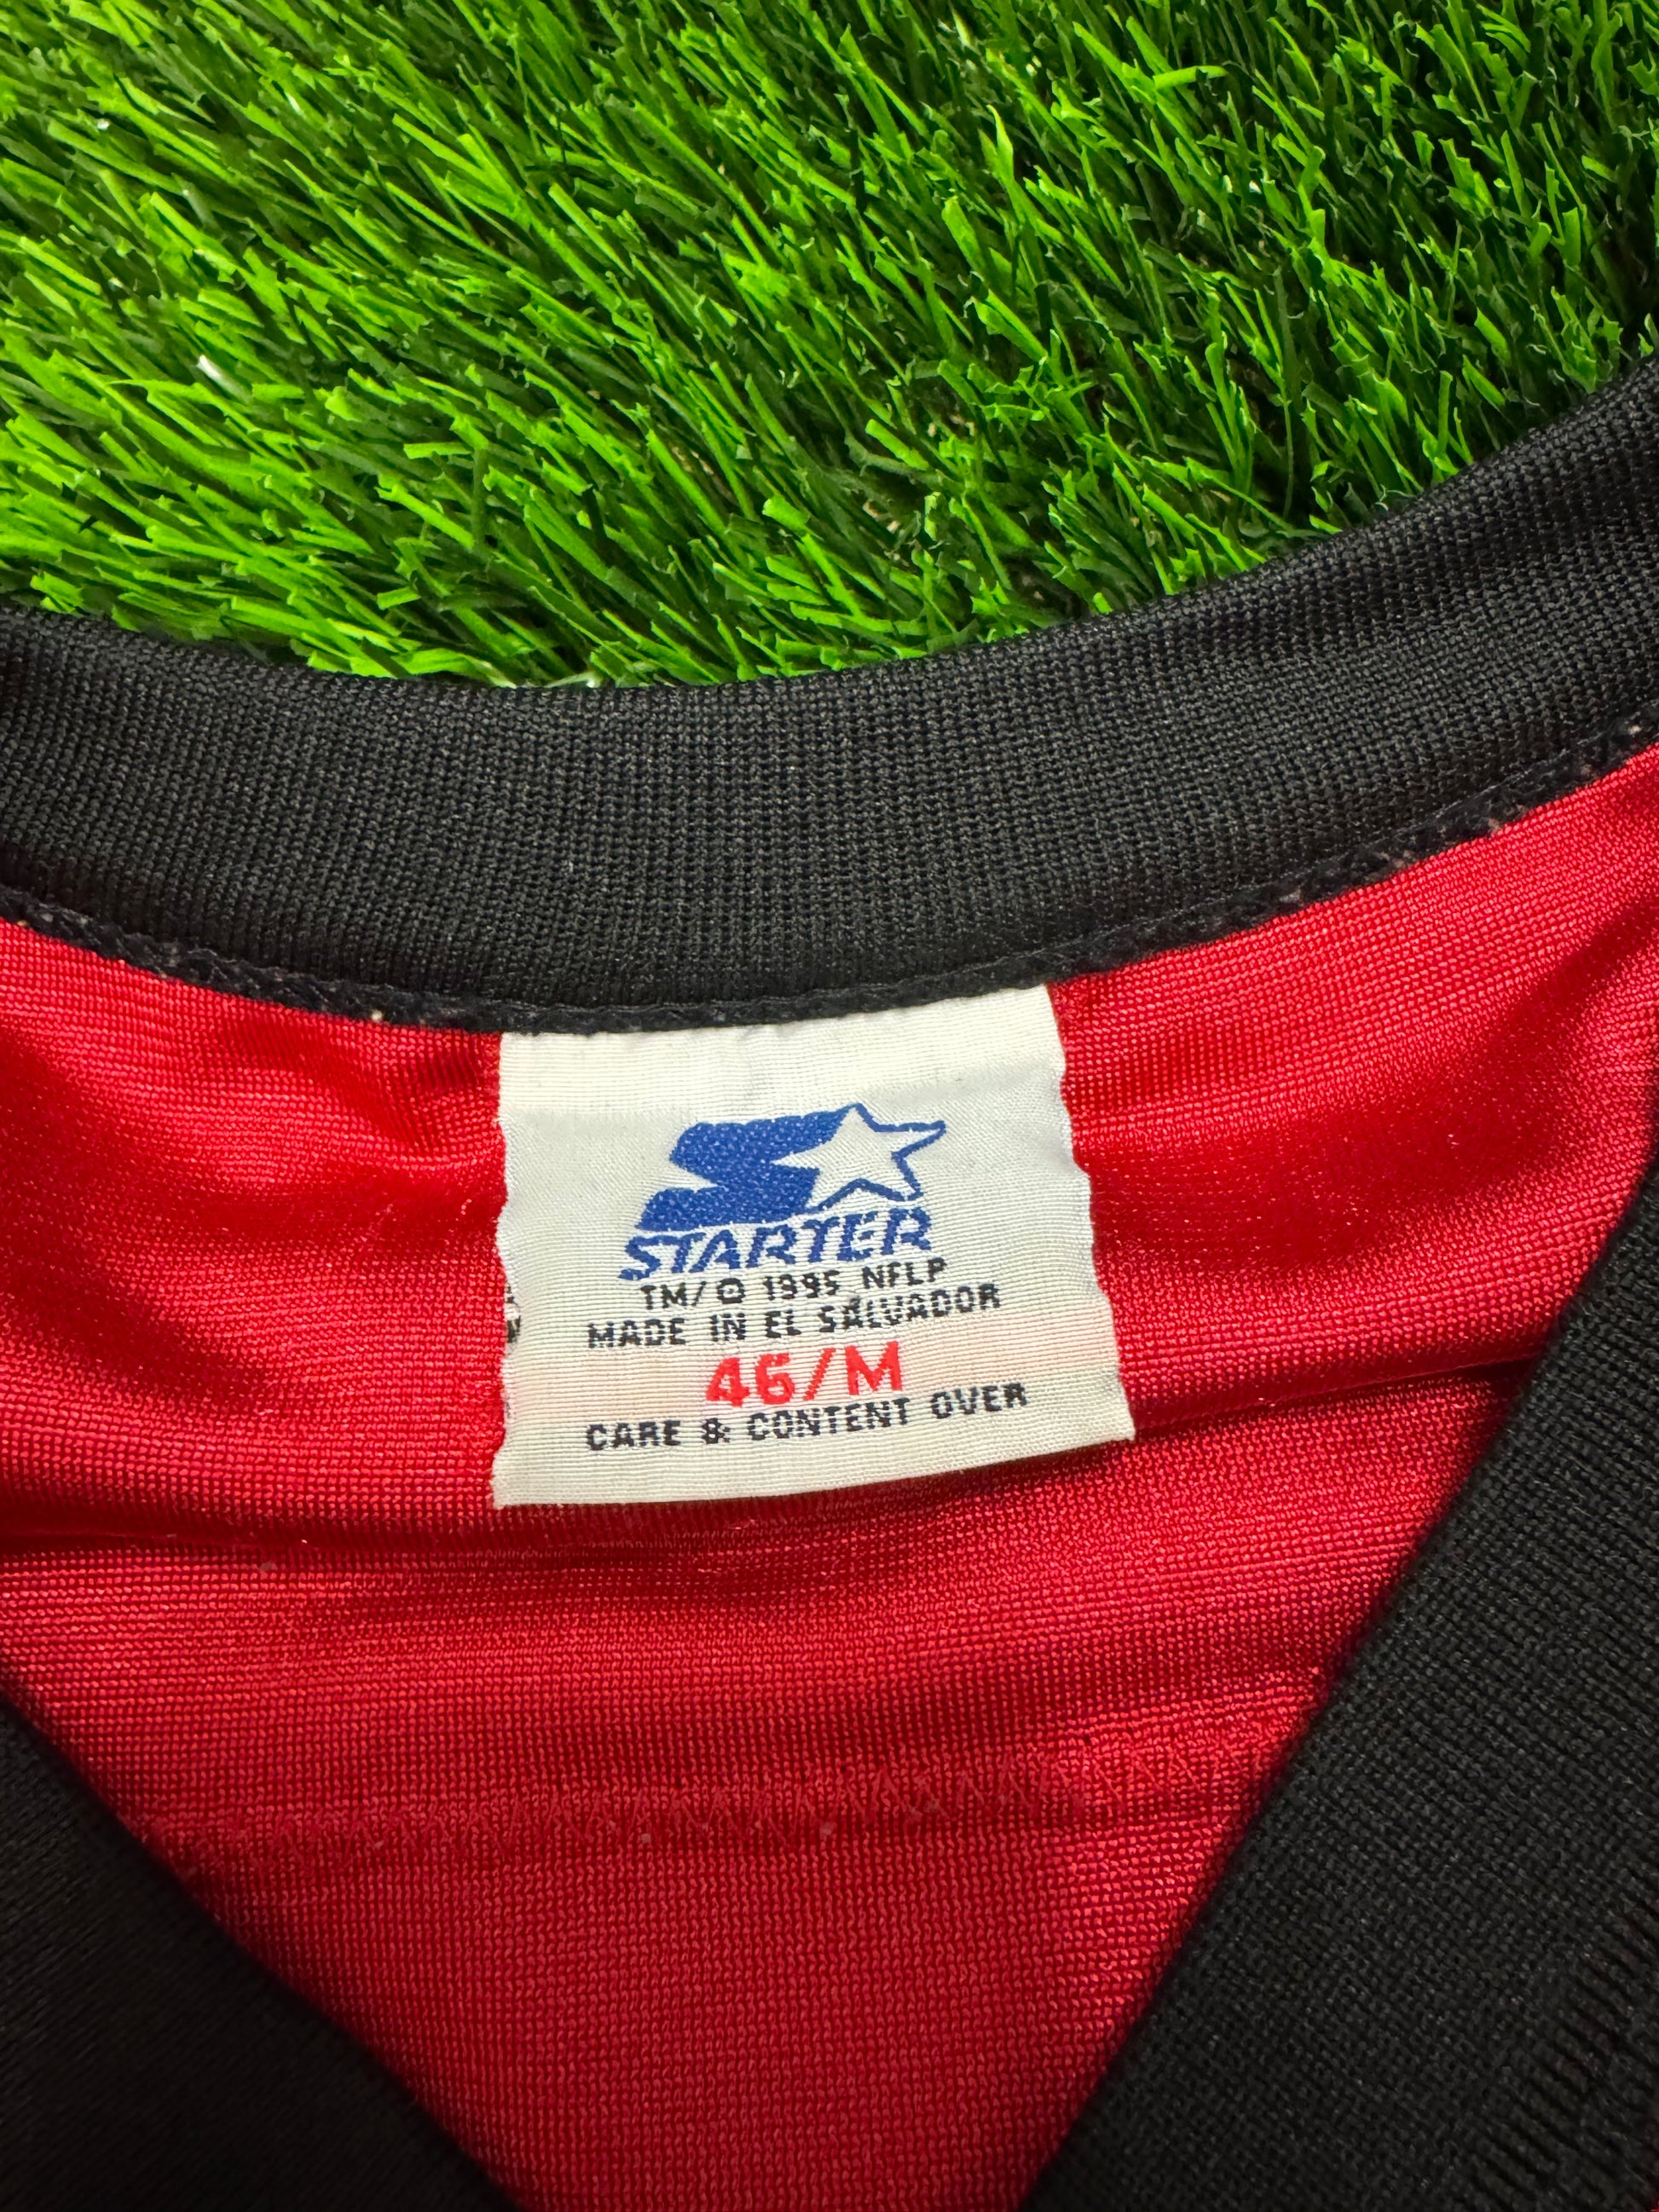 STARTER
TM/© 1995 NFLP
MADE IN EL SALVADOR
46/M
CARE & CONTENT OVER